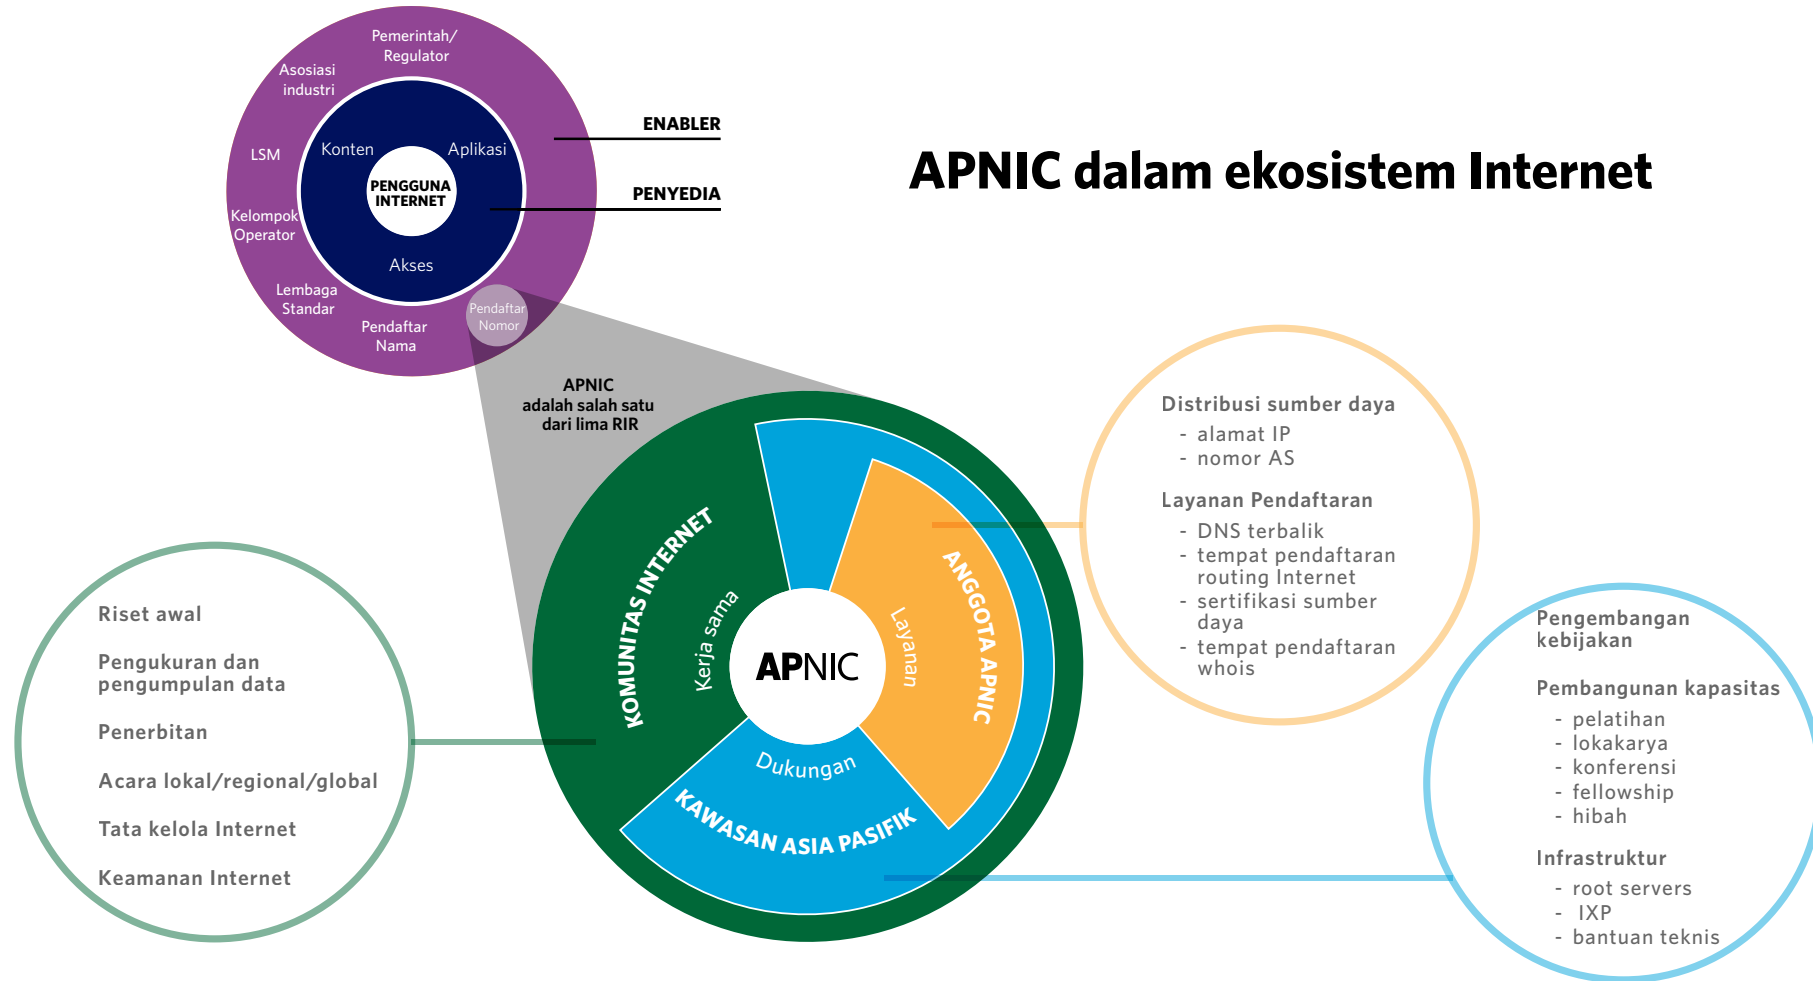 APNIC dalam ekosistem Internet
Pemerintah/
Regulator
Asosiasi
industri
LSM
Kelompok
Operator
Lembaga
Standar
Pendaftar
Nama
Pendaftar
Nomor
Konten
Aplikasi
Akses
PENGGUNA
INTERNET
ENABLER
PENYEDIA
APNIC
adalah salah satu
dari lima RIR
KOMUNITAS INTERNET
Kerja sama
APNIC
Layanan
ANGGOTA APNIC
Dukungan
KAWASAN ASIA PASIFIK
Riset awal
Pengukuran dan
pengumpulan data
Penerbitan
Acara lokal/regional/global
Tata kelola Internet
Keamanan Internet
Distribusi sumber daya
- alamat IP
- nomor AS
Layanan Pendaftaran
- DNS terbalik
- tempat pendaftaran
routing Internet
- sertifikasi sumber
daya
- tempat pendaftaran
whois
Pengembangan
kebijakan
Pembangunan kapasitas
- pelatihan
- lokakarya
- konferensi
- fellowship
- hibah
Infrastruktur
- root servers
- IXP
- bantuan teknis